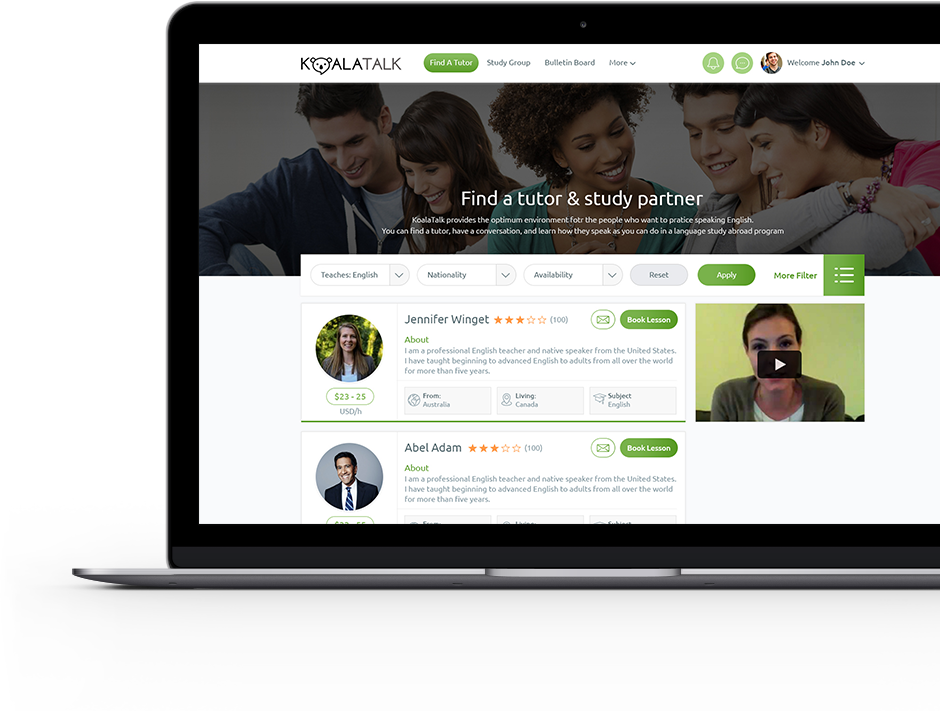 KOALATALK
Find A Tutor
Study Group
Bulletin Board
More
Welcome John Doe
Find a tutor & study partner
KoalaTalk provides the optimum environment fotr the people who want to pratice speaking English.
You can find a tutor, have a conversation, and learn how they speak as you can do in a language study abroad program
Teaches: English
Nationality
Availability
Reset
Apply
More Filter
Jennifer Winget (100)
Book Lesson
About
I am a professional English teacher and native speaker from the United States.
I have taught beginning to advanced English to adults from all over the world
for more than five years.
$23 - 25
USD/h
From:
Australia
Living:
Canada
Subject
English
Abel Adam (100)
Book Lesson
About
I am a professional English teacher and native speaker from the United States.
I have taught beginning to advanced English to adults from all over the world
for more than five years.
From:
Living:
Subject